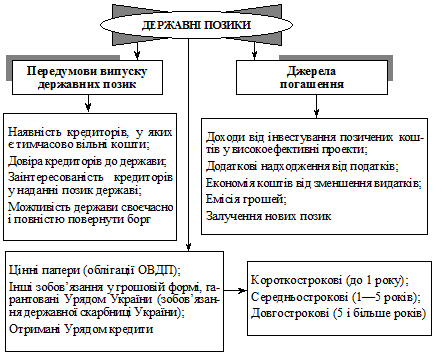 ДЕРЖАВНІ ПОЗИКИ
Передумови випуску
державних позик
Джерела
погашення
Наявність кредиторів, у яких
є тимчасово вільні кошти;
Довіра кредиторів до держави;
Заінтересованість кредиторів
у наданні позик державі;
Можливість держави своєчасно
і повністю повернути борг
Доходи від інвестування позичених кош-
тів у високоефективні проекти;
Додаткові надходження від податків;
Економія коштів від зменшення видатків;
Емісія грошей;
Залучення нових позик
Цінні папери (облігації ОВДП);
Інші зобов’язання у грошовій формі, га-
рантовані Урядом України (зобов’язан-
ня державної скарбниці України);
Отримані Урядом кредити
Короткострокові (до 1 року);
Середньострокові (1—5 років);
Довгострокові (5 і більше років)